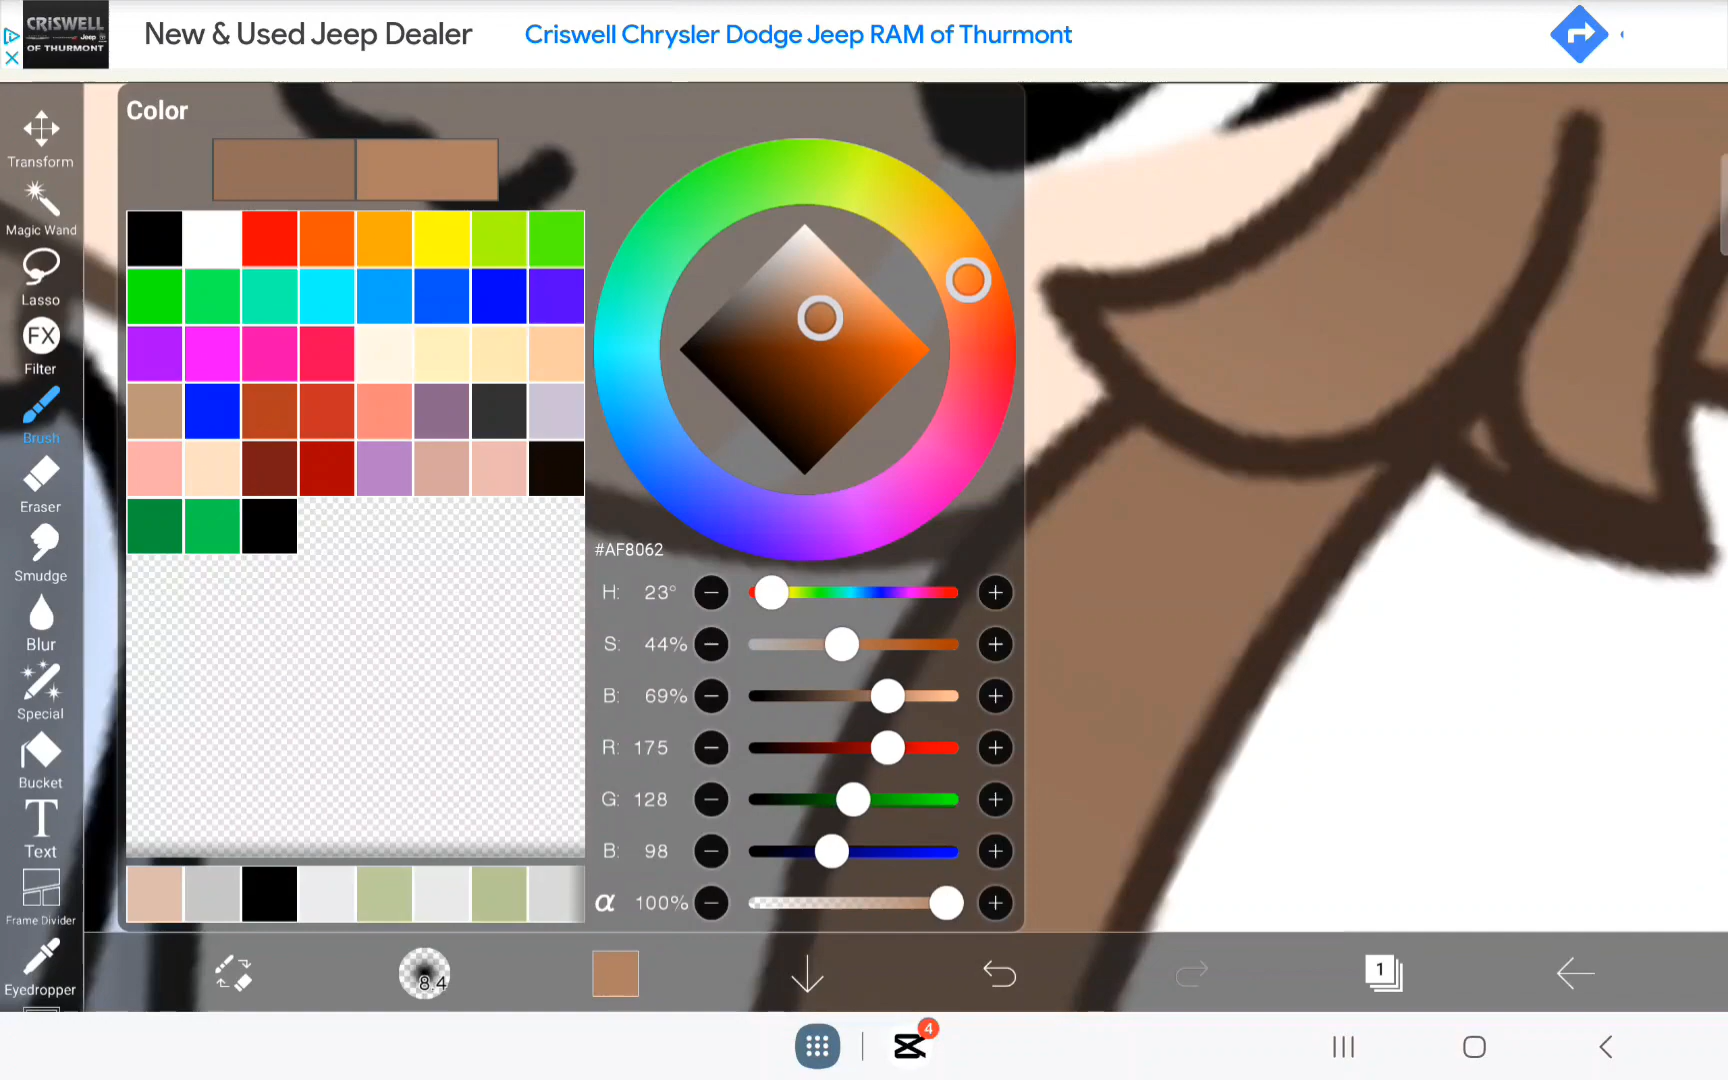 CRISWELL
Jeep
OF THURMONT
New & Used Jeep Dealer
Criswell Chrysler Dodge Jeep RAM of Thurmont
Color
Transform
Magic Wand
Lasso
FX
Filter
Brush
Eraser
Smudge
Blur
Special
Bucket
T
Text
Frame Divider
Eyedropper
#AF8062
H: 23°
S: 44%
B: 69%
R: 175
G: 128
B: 98
α 100%
8.4
1
4